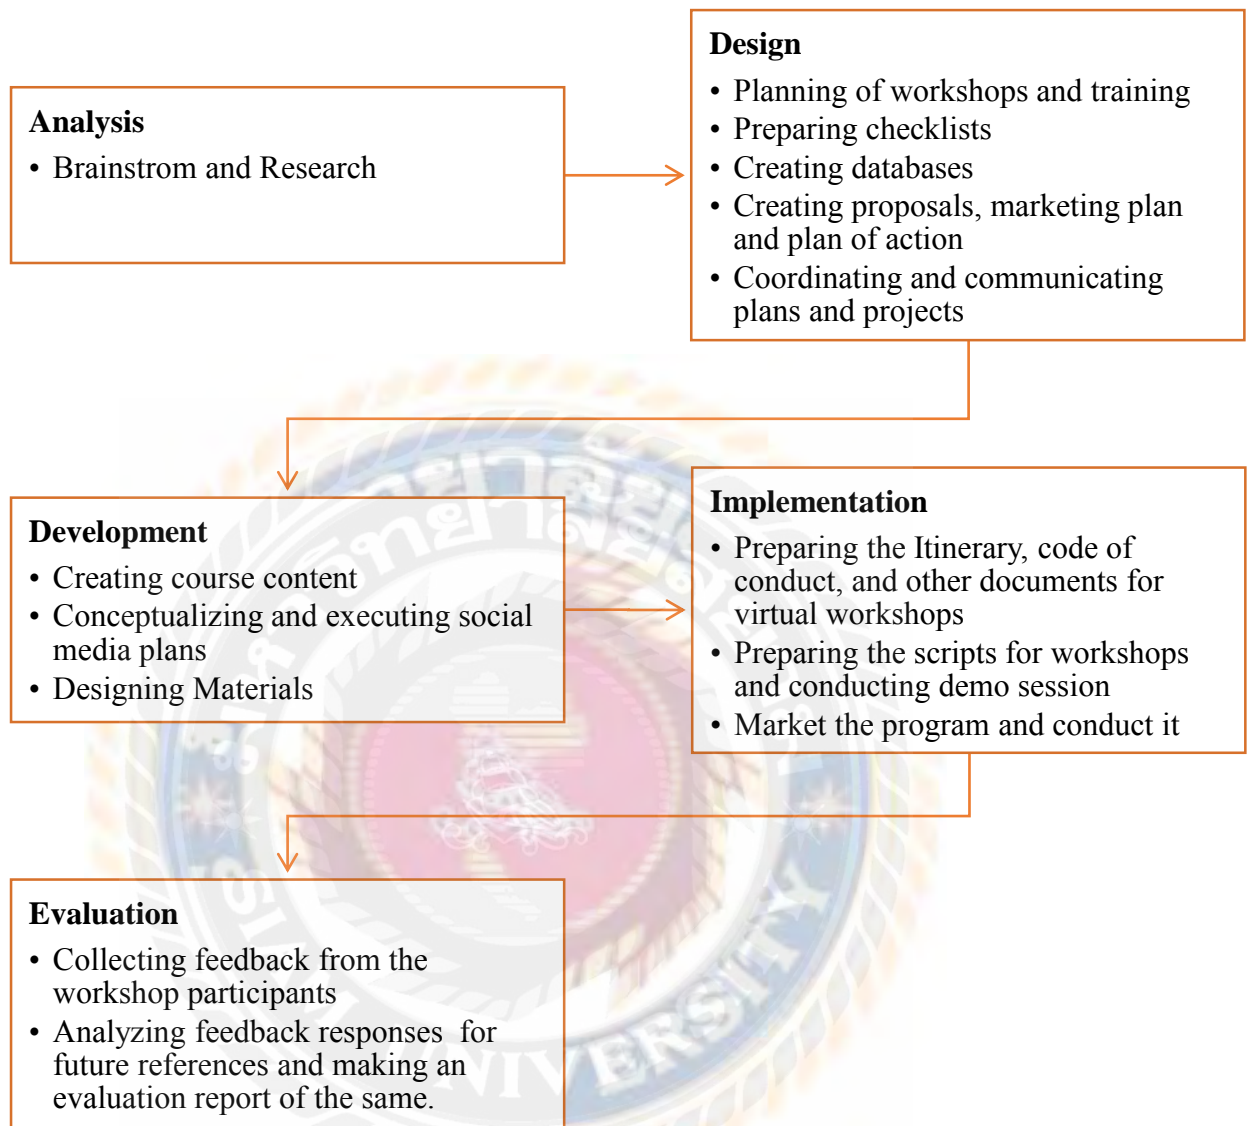 Analysis
• Brainstrom and Research
Design
• Planning of workshops and training
• Preparing checklists
• Creating databases
• Creating proposals, marketing plan
and plan of action
• Coordinating and communicating
plans and projects
Development
• Creating course content
• Conceptualizing and executing social
media plans
• Designing Materials
Implementation
• Preparing the Itinerary, code of
conduct, and other documents for
virtual workshops
• Preparing the scripts for workshops
and conducting demo session
• Market the program and conduct it
Evaluation
• Collecting feedback from the
workshop participants
• Analyzing feedback responses  for
future references and making an
evaluation report of the same.
SIAM UNIVERSITY